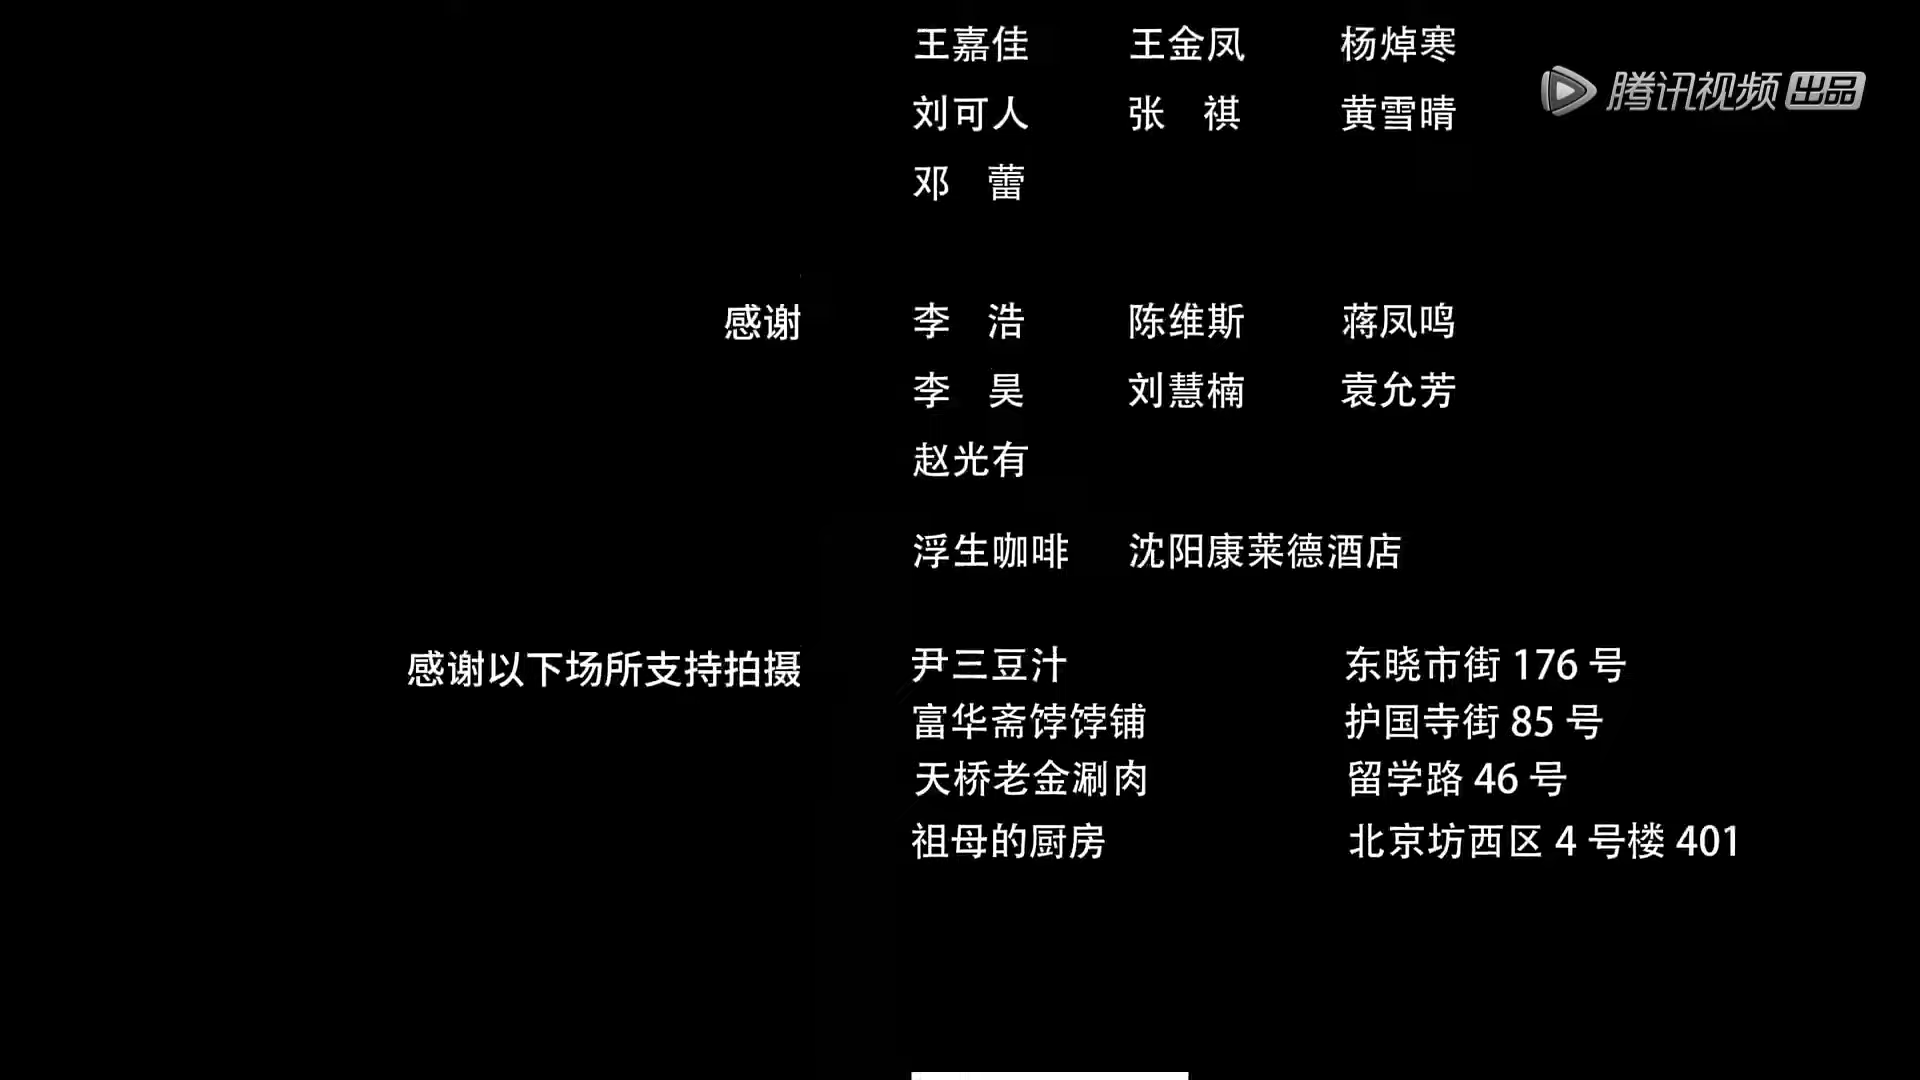 王嘉佳 王金凤 杨焯寒
腾讯视频 出品
刘可人 张 祺 黄雪晴
邓 蕾
感谢 李 浩 陈维斯 蒋凤鸣
李 昊 刘慧楠 袁允芳
赵光有
浮生咖啡 沈阳康莱德酒店
感谢以下场所支持拍摄 尹三豆汁 东晓市街 176 号
富华斋饽饽铺 护国寺街 85 号
天桥老金涮肉 留学路 46 号
祖母的厨房 北京坊西区 4 号楼 401